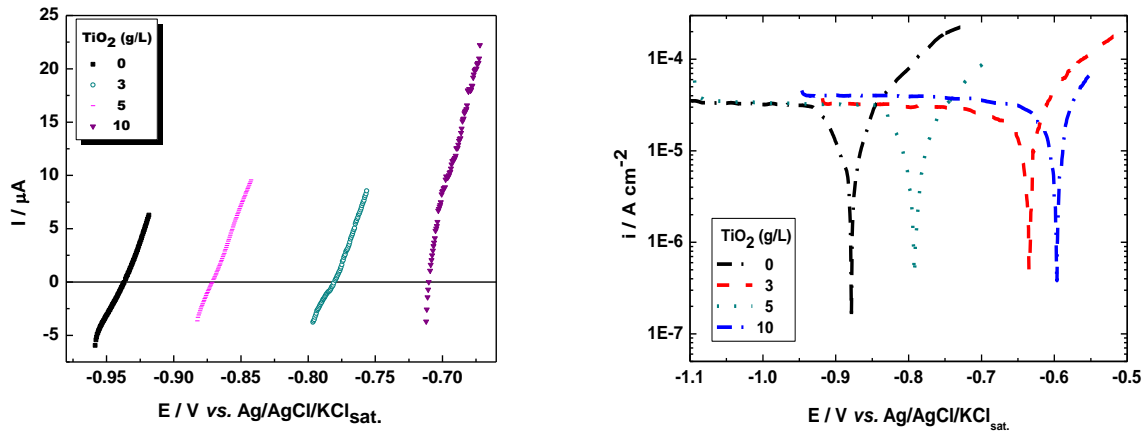 TiO2 (g/L)
0
3
5
10
25
20
15
10
5
0
-5
I / μA
-0.95
-0.90
-0.85
-0.80
-0.75
-0.70
E / V vs. Ag/AgCl/KClsat.
TiO2 (g/L)
0
3
5
10
1E-4
1E-5
1E-6
1E-7
i / A cm-2
-1.1
-1.0
-0.9
-0.8
-0.7
-0.6
-0.5
E / V vs. Ag/AgCl/KClsat.